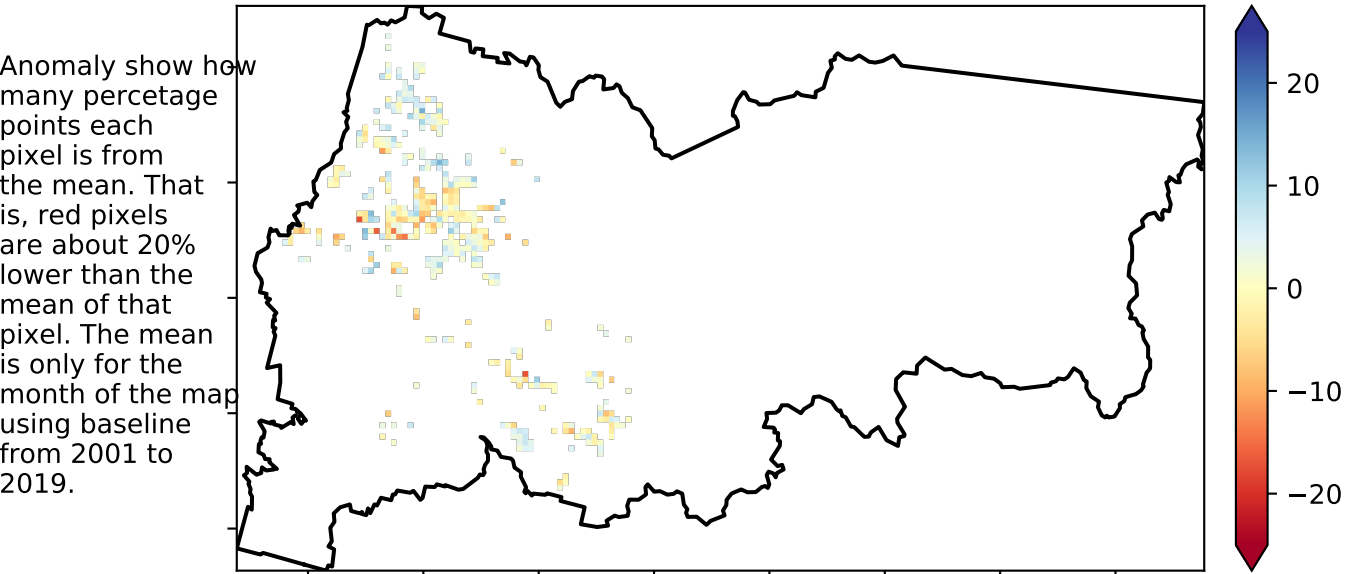 Anomaly show how
many percetage
points each
pixel is from
the mean. That
is, red pixels
are about 20%
lower than the
mean of that
pixel. The mean
is only for the
month of the map
using baseline
from 2001 to
2019.
20
10
0
−10
−20